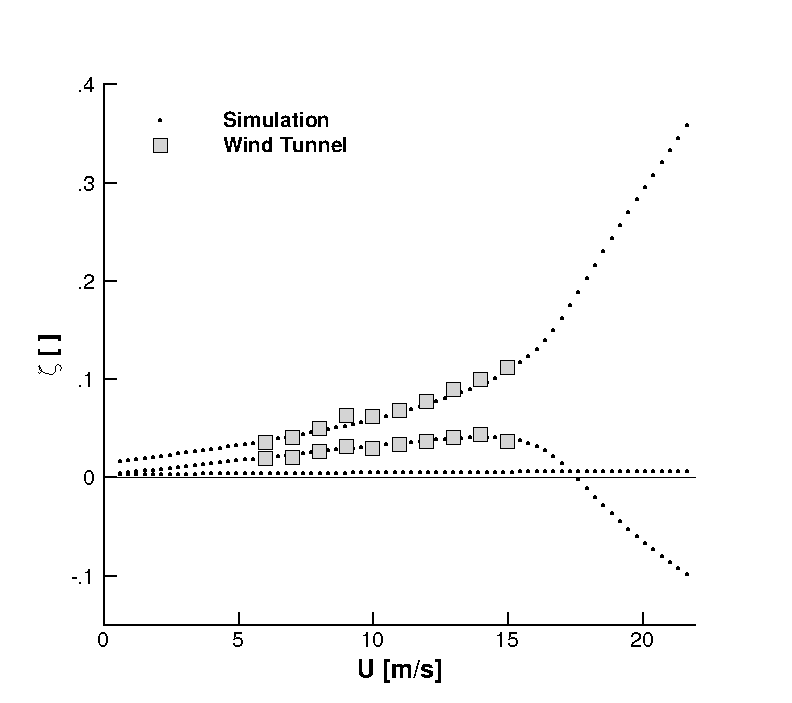 .4
Simulation
Wind Tunnel
.3
.2
ζ [ ]
.1
0
-.1
0 5 10 15 20
U [m/s]